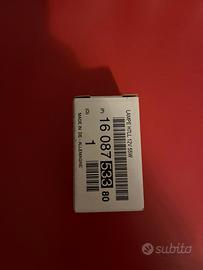 LAMPE H7LL 12V 55W
(P)
16 087 533 80
(Q)
1
MADE IN DE - ALLEMAGNE
subito